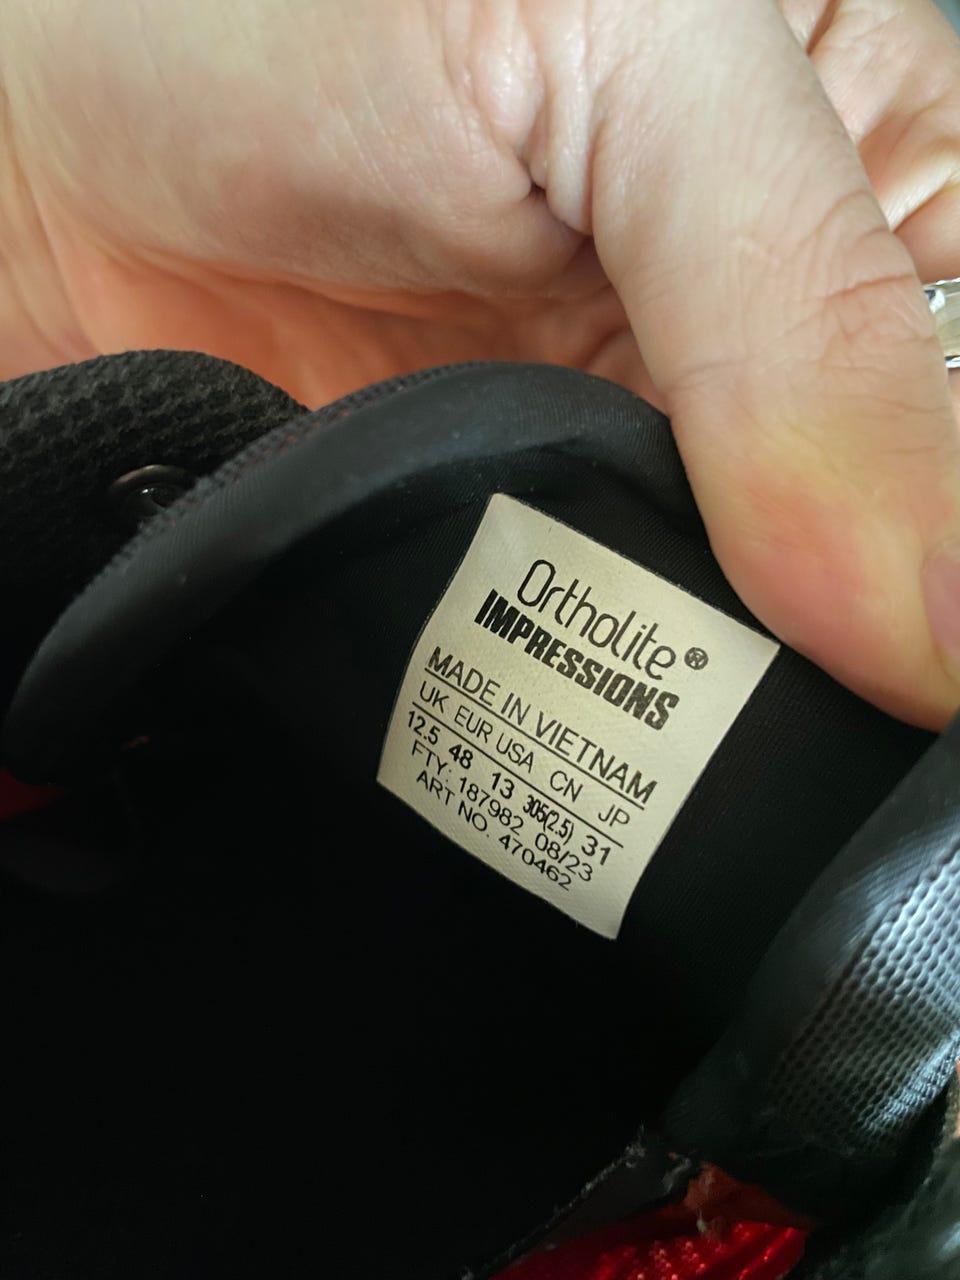 Ortholite®
IMPRESSIONS
MADE IN VIETNAM
UK EUR USA CN JP
12.5 48 13 305(2.5) 31
FTY: 187982 08/23
ART NO. 470462